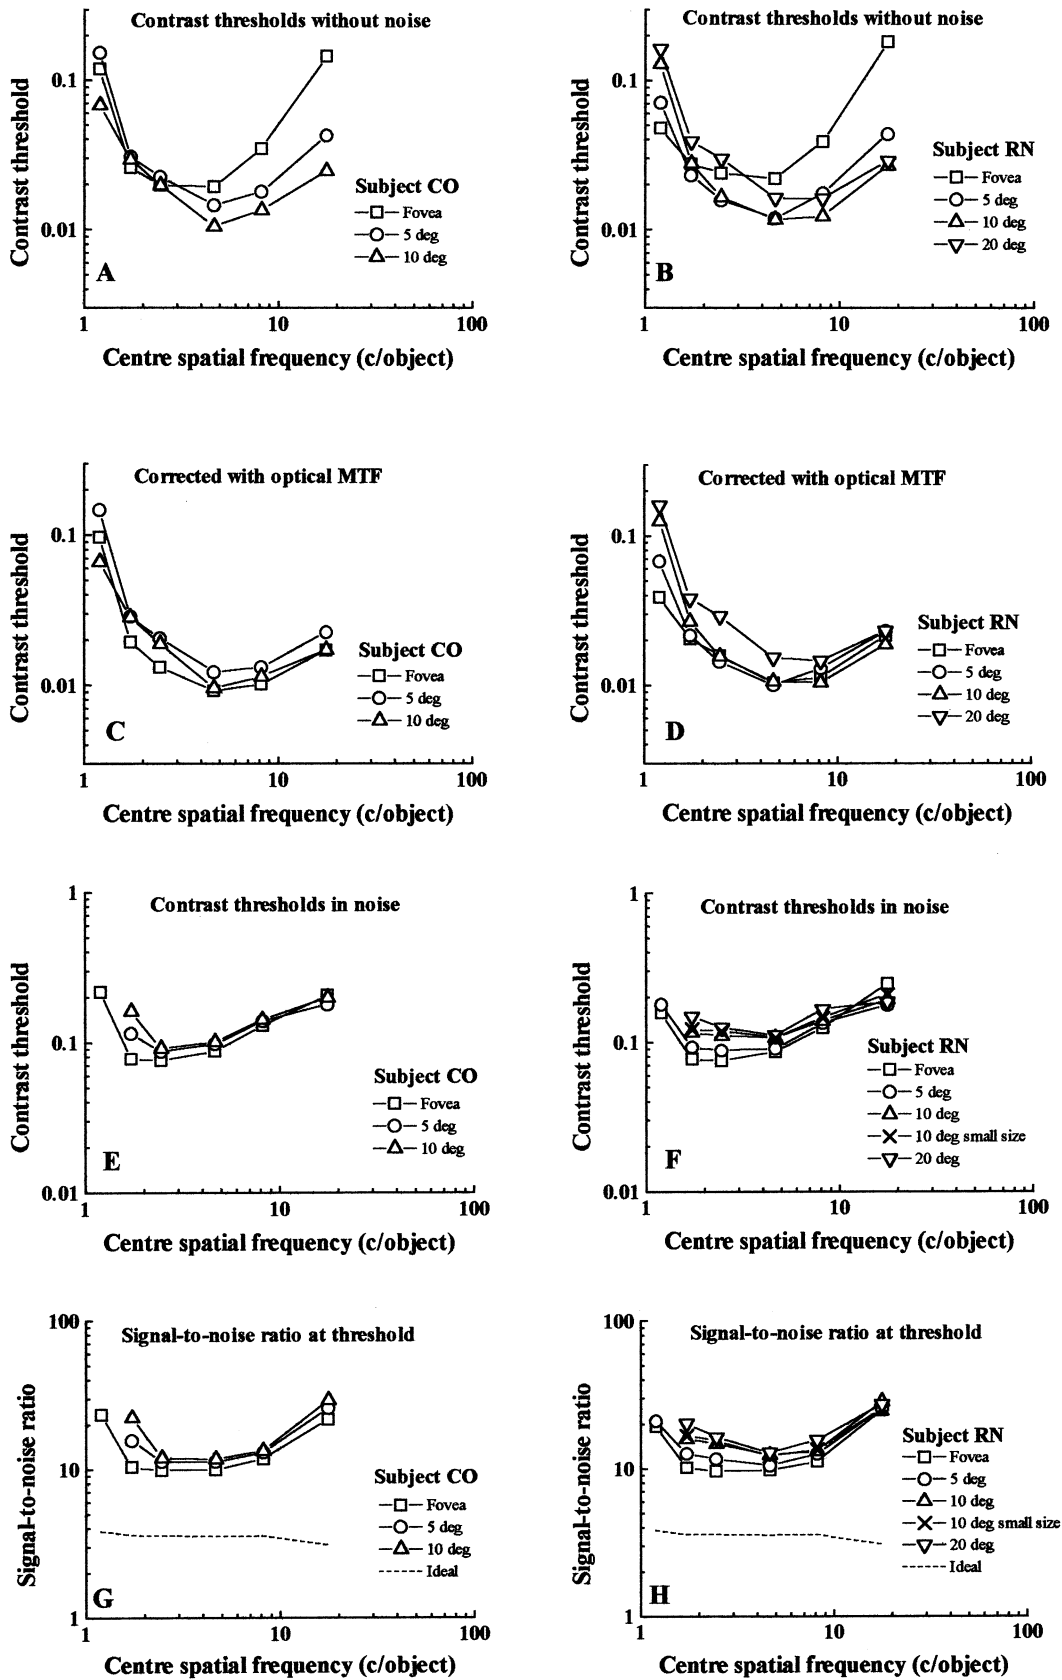 Contrast thresholds without noise
Contrast threshold
0.1
0.01
Subject CO
Fovea
5 deg
10 deg
A
1
10
100
Centre spatial frequency (c/object)
Contrast thresholds without noise
Contrast threshold
0.1
0.01
Subject RN
Fovea
5 deg
10 deg
20 deg
B
1
10
100
Centre spatial frequency (c/object)
Corrected with optical MTF
Contrast threshold
0.1
0.01
Subject CO
Fovea
5 deg
10 deg
C
1
10
100
Centre spatial frequency (c/object)
Corrected with optical MTF
Contrast threshold
0.1
0.01
Subject RN
Fovea
5 deg
10 deg
20 deg
D
1
10
100
Centre spatial frequency (c/object)
Contrast thresholds in noise
Contrast threshold
1
0.1
0.01
Subject CO
Fovea
5 deg
10 deg
E
1
10
100
Centre spatial frequency (c/object)
Contrast thresholds in noise
Contrast threshold
1
0.1
0.01
Subject RN
Fovea
5 deg
10 deg
10 deg small size
20 deg
F
1
10
100
Centre spatial frequency (c/object)
Signal-to-noise ratio at threshold
Signal-to-noise ratio
100
10
1
Subject CO
Fovea
5 deg
10 deg
Ideal
G
1
10
100
Centre spatial frequency (c/object)
Signal-to-noise ratio at threshold
Signal-to-noise ratio
100
10
1
Subject RN
Fovea
5 deg
10 deg
10 deg small size
20 deg
Ideal
H
1
10
100
Centre spatial frequency (c/object)